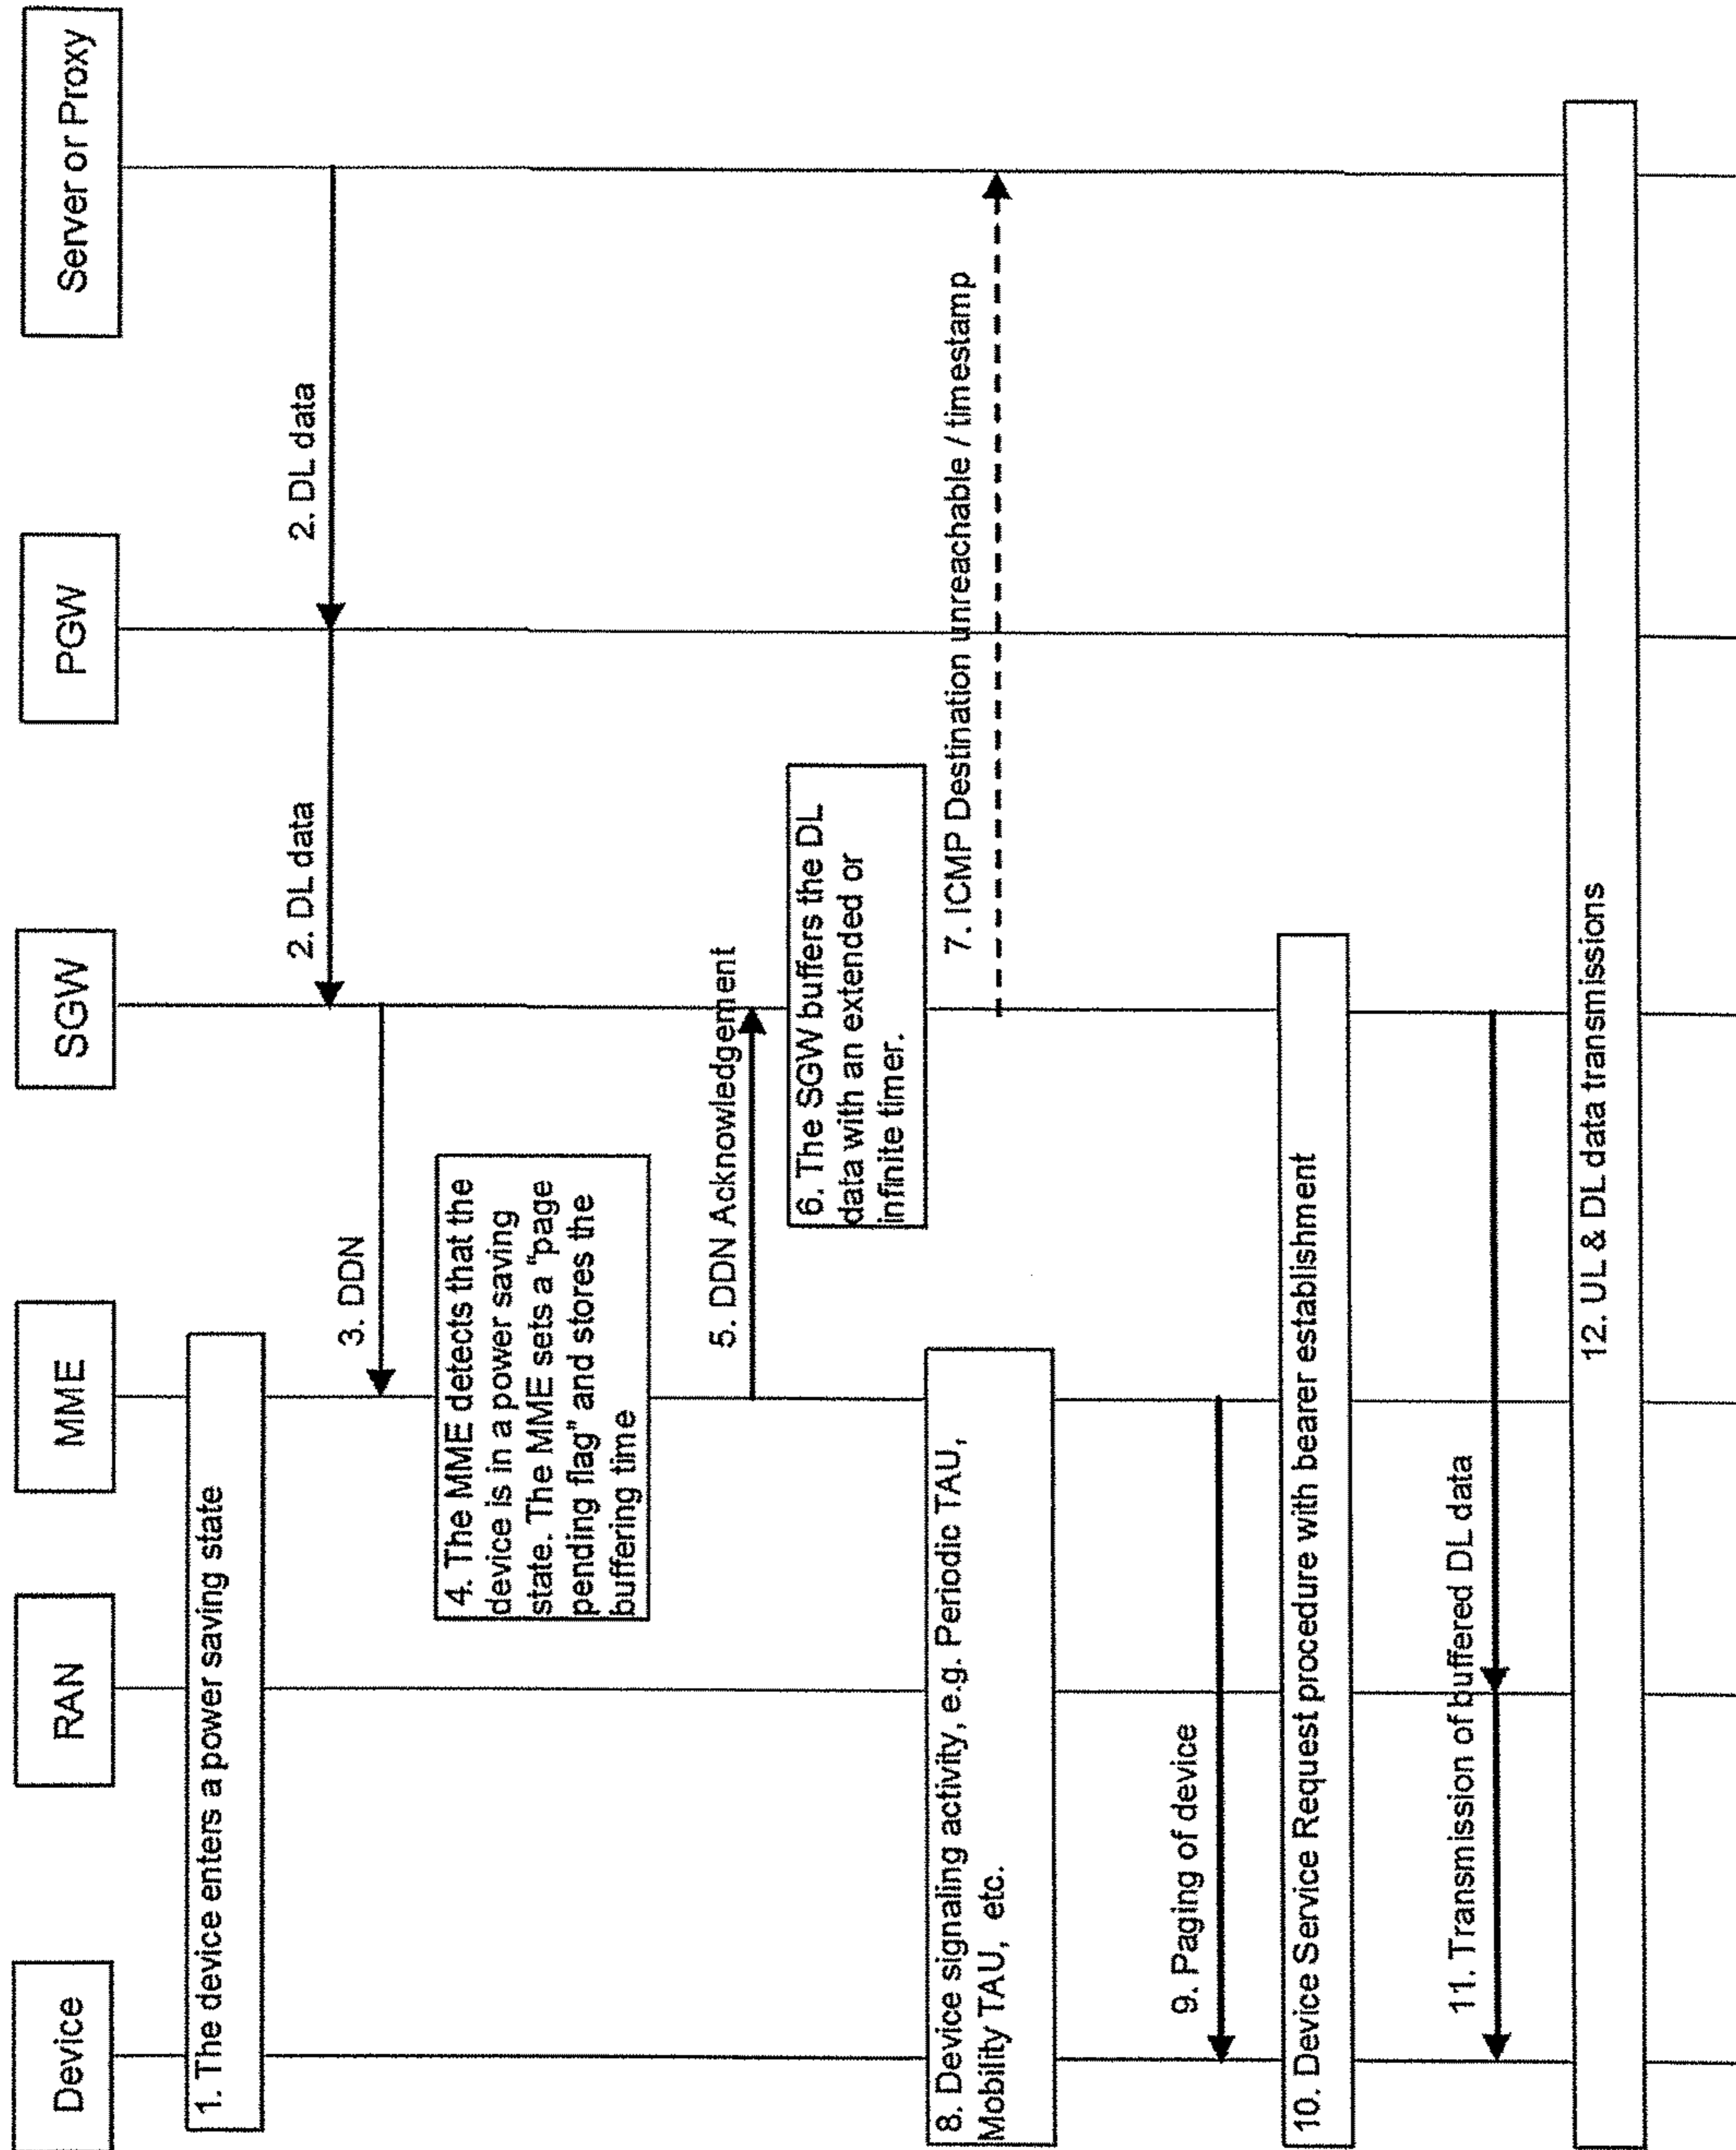 Device
RAN
MME
SGW
PGW
Server or Proxy
1. The device enters a power saving state
2. DL data
2. DL data
3. DDN
4. The MME detects that the
device is in a power saving
state. The MME sets a "page
pending flag" and stores the
buffering time
5. DDN Acknowledgement
6. The SGW buffers the DL
data with an extended or
infinite timer.
7. ICMP Destination unreachable / timestamp
8. Device signaling activity, e.g. Periodic TAU,
Mobility TAU, etc.
9. Paging of device
10. Device Service Request procedure with bearer establishment
11. Transmission of buffered DL data
12. UL & DL data transmissions